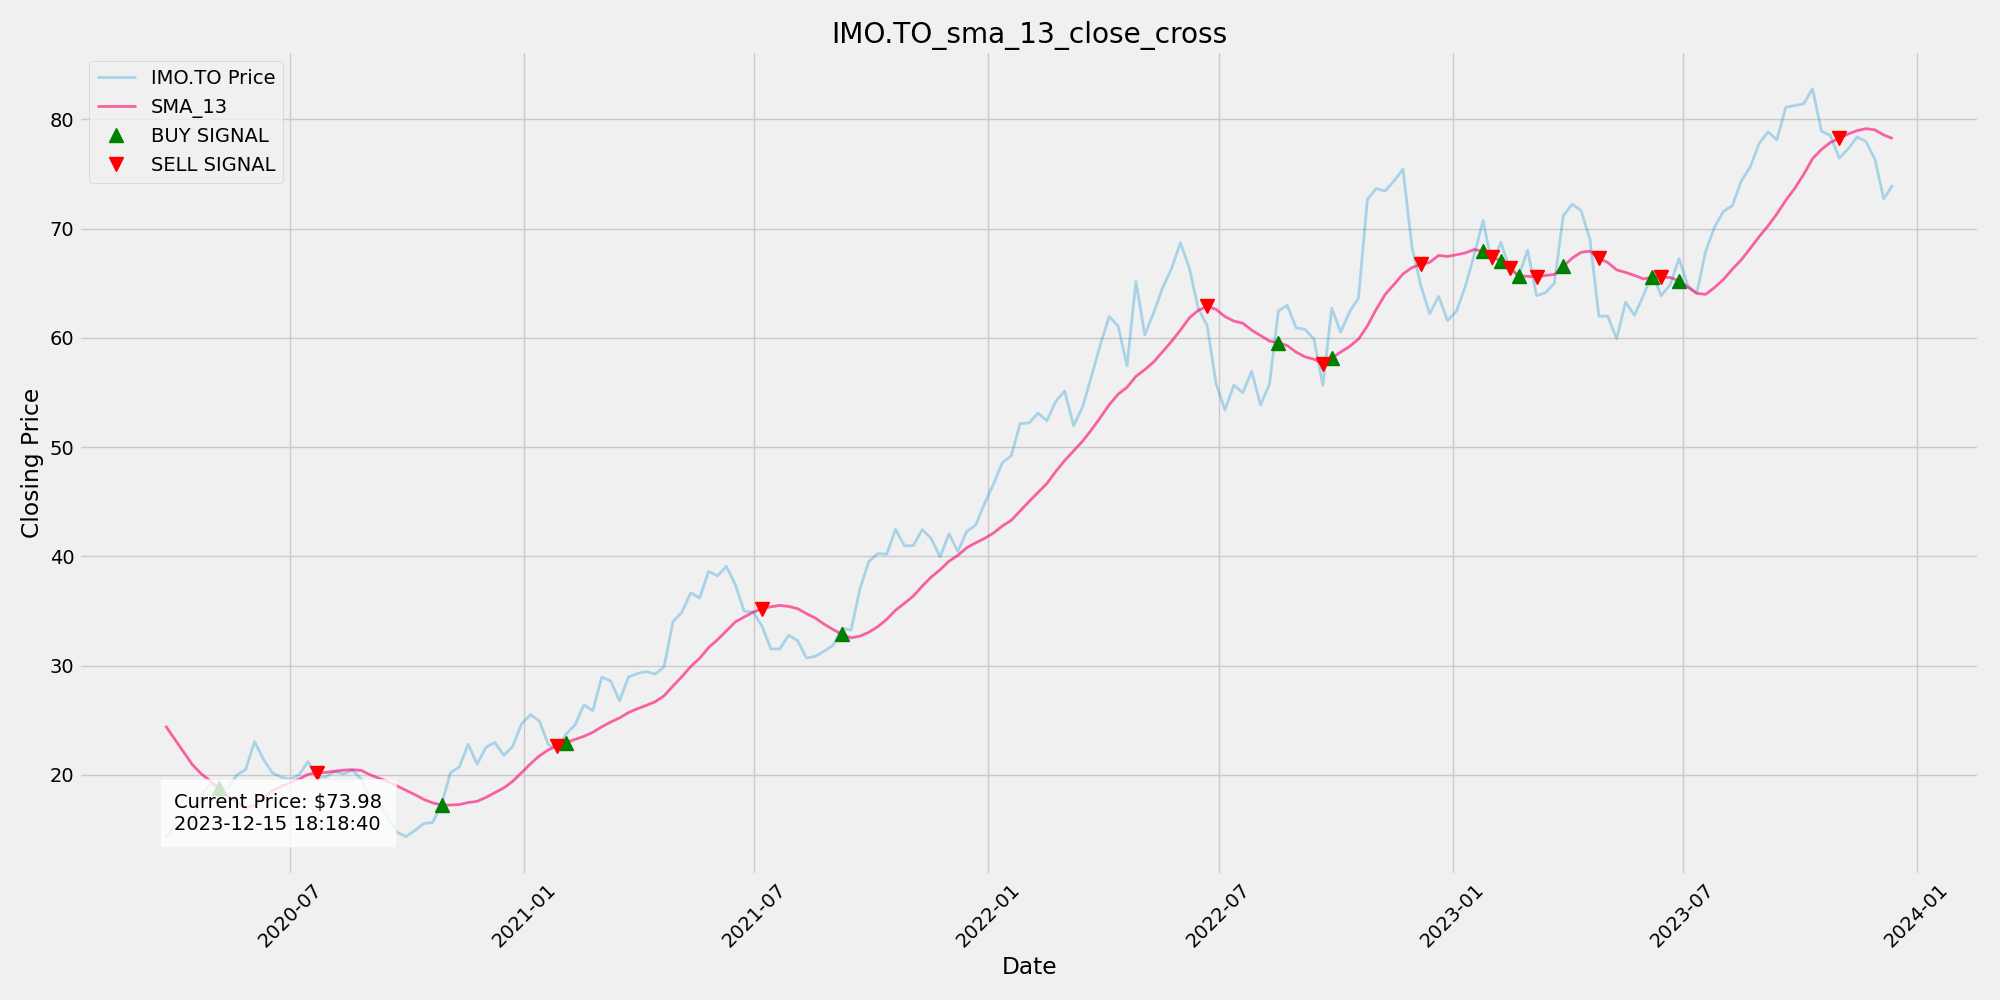 IMO.TO_sma_13_close_cross
IMO.TO Price
SMA_13
BUY SIGNAL
SELL SIGNAL
80
70
60
50
40
30
20
Closing Price
Current Price: $73.98
2023-12-15 18:18:40
2020-07
2021-01
2021-07
2022-01
2022-07
2023-01
2023-07
2024-01
Date